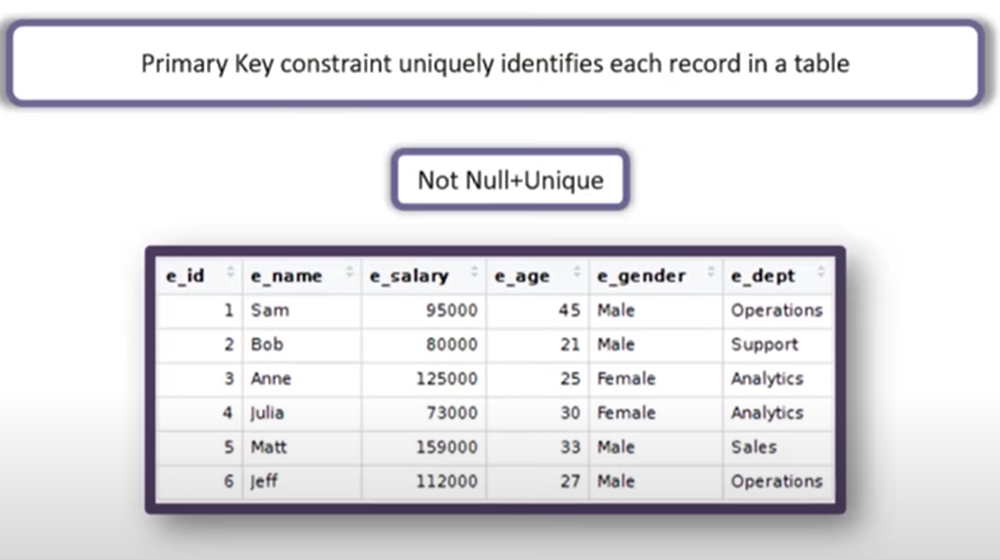 Primary Key constraint uniquely identifies each record in a table
Not Null+Unique
e_id e_name e_salary e_age e_gender e_dept
1 Sam 95000 45 Male Operations
2 Bob 80000 21 Male Support
3 Anne 125000 25 Female Analytics
4 Julia 73000 30 Female Analytics
5 Matt 159000 33 Male Sales
6 Jeff 112000 27 Male Operations